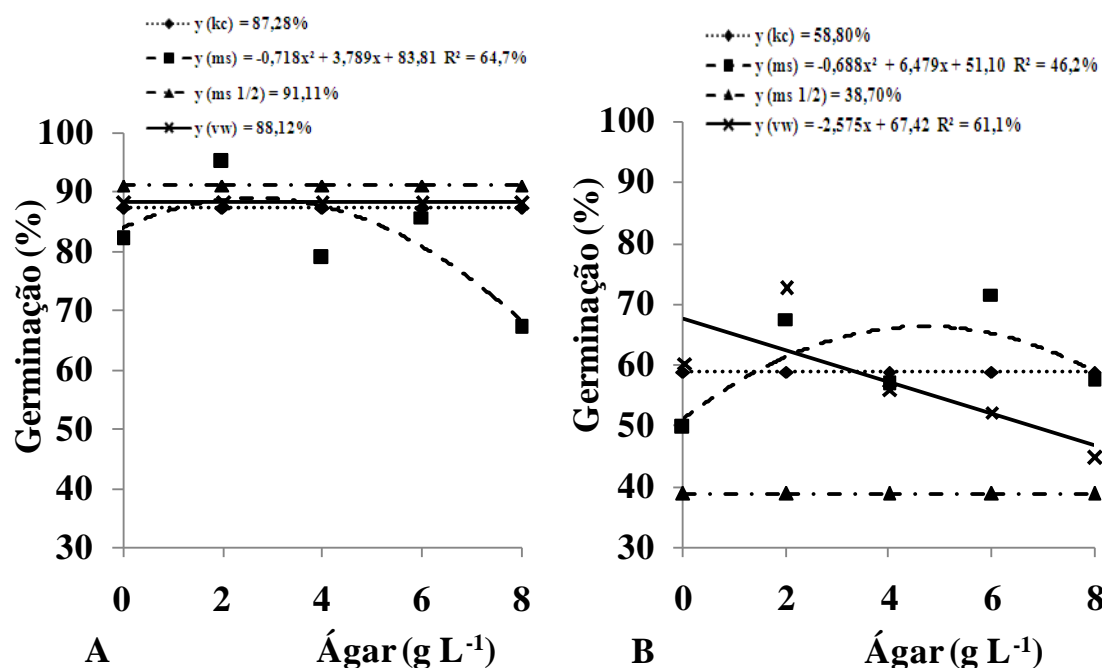 y (kc) = 87,28%
y (ms) = -0,718x² + 3,789x + 83,81 R² = 64,7%
y (ms 1/2) = 91,11%
y (vw) = 88,12%
100
90
80
70
60
50
40
30
Germinação (%)
0 2 4 6 8
A Ágar (g L-1)
y (kc) = 58,80%
y (ms) = -0,688x² + 6,479x + 51,10 R² = 46,2%
y (ms 1/2) = 38,70%
y (vw) = -2,575x + 67,42 R² = 61,1%
100
90
80
70
60
50
40
30
Germinação (%)
0 2 4 6 8
B Ágar (g L-1)